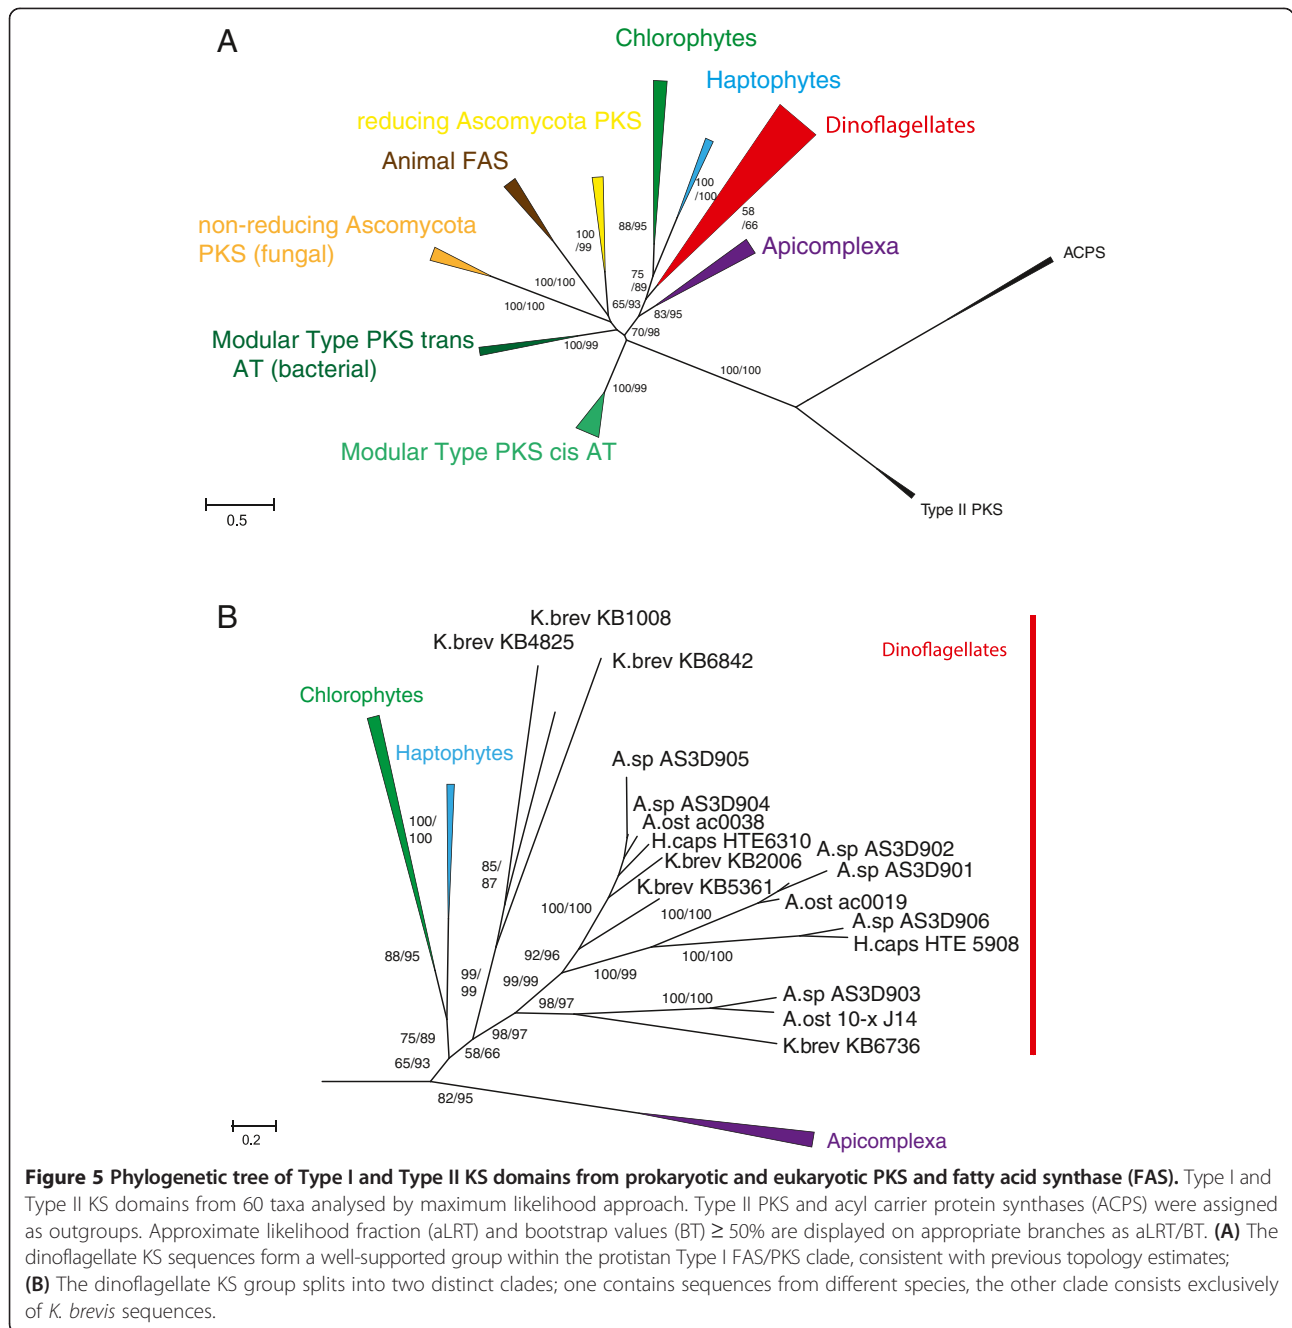 A
Chlorophytes
Haptophytes
Dinoflagellates
reducing Ascomycota PKS
Animal FAS
non-reducing Ascomycota
PKS (fungal)
Apicomplexa
ACPS
Modular Type PKS trans
AT (bacterial)
Modular Type PKS cis AT
Type II PKS
100
/100
58
/66
88/95
100
/99
75
/89
65/93
83/95
70/98
100/100
100/100
100/99
100/99
100/100
0.5
B
K.brev KB1008
K.brev KB4825
K.brev KB6842
Dinoflagellates
Chlorophytes
Haptophytes
A.sp AS3D905
A.sp AS3D904
A.ost ac0038
H.caps HTE6310
K.brev KB2006
K.brev KB5361
A.sp AS3D902
A.sp AS3D901
A.ost ac0019
A.sp AS3D906
H.caps HTE 5908
A.sp AS3D903
A.ost 10-x J14
K.brev KB6736
Apicomplexa
100/
100
85/
87
100/100
100/100
88/95
99/
99
92/96
99/99
100/99
100/100
98/97
100/100
75/89
98/97
58/66
65/93
82/95
0.2
Figure 5 Phylogenetic tree of Type I and Type II KS domains from prokaryotic and eukaryotic PKS and fatty acid synthase (FAS). Type I and
Type II KS domains from 60 taxa analysed by maximum likelihood approach. Type II PKS and acyl carrier protein synthases (ACPS) were assigned
as outgroups. Approximate likelihood fraction (aLRT) and bootstrap values (BT) ≥ 50% are displayed on appropriate branches as aLRT/BT. (A) The
dinoflagellate KS sequences form a well-supported group within the protistan Type I FAS/PKS clade, consistent with previous topology estimates;
(B) The dinoflagellate KS group splits into two distinct clades; one contains sequences from different species, the other clade consists exclusively
of K. brevis sequences.